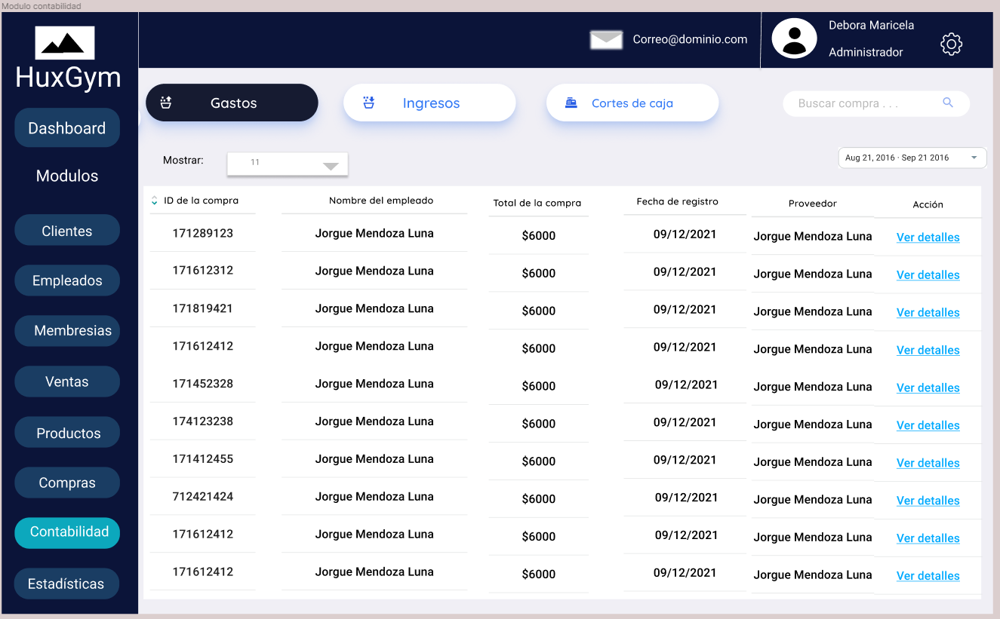 Modulo contabilidad
HuxGym
Correo@dominio.com
Debora Maricela
Administrador
Dashboard
Modulos
Clientes
Empleados
Membresias
Ventas
Productos
Compras
Contabilidad
Estadísticas
Gastos
Ingresos
Cortes de caja
Buscar compra . . .
Mostrar:
11
Aug 21, 2016 - Sep 21 2016
ID de la compra Nombre del empleado Total de la compra Fecha de registro Proveedor Acción
171289123 Jorgue Mendoza Luna $6000 09/12/2021 Jorgue Mendoza Luna Ver detalles
171612312 Jorgue Mendoza Luna $6000 09/12/2021 Jorgue Mendoza Luna Ver detalles
171819421 Jorgue Mendoza Luna $6000 09/12/2021 Jorgue Mendoza Luna Ver detalles
171612412 Jorgue Mendoza Luna $6000 09/12/2021 Jorgue Mendoza Luna Ver detalles
171452328 Jorgue Mendoza Luna $6000 09/12/2021 Jorgue Mendoza Luna Ver detalles
174123238 Jorgue Mendoza Luna $6000 09/12/2021 Jorgue Mendoza Luna Ver detalles
171412455 Jorgue Mendoza Luna $6000 09/12/2021 Jorgue Mendoza Luna Ver detalles
712421424 Jorgue Mendoza Luna $6000 09/12/2021 Jorgue Mendoza Luna Ver detalles
171612412 Jorgue Mendoza Luna $6000 09/12/2021 Jorgue Mendoza Luna Ver detalles
171612412 Jorgue Mendoza Luna $6000 09/12/2021 Jorgue Mendoza Luna Ver detalles